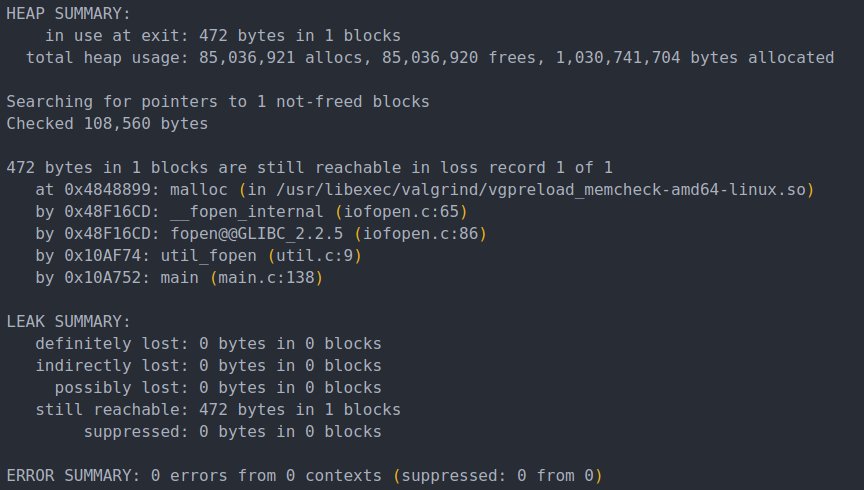 HEAP SUMMARY:
in use at exit: 472 bytes in 1 blocks
total heap usage: 85,036,921 allocs, 85,036,920 frees, 1,030,741,704 bytes allocated
Searching for pointers to 1 not-freed blocks
Checked 108,560 bytes
472 bytes in 1 blocks are still reachable in loss record 1 of 1
at 0x4848899: malloc (in /usr/libexec/valgrind/vgpreload_memcheck-amd64-linux.so)
by 0x48F16CD: __fopen_internal (iofopen.c:65)
by 0x48F16CD: fopen@@GLIBC_2.2.5 (iofopen.c:86)
by 0x10AF74: util_fopen (util.c:9)
by 0x10A752: main (main.c:138)
LEAK SUMMARY:
definitely lost: 0 bytes in 0 blocks
indirectly lost: 0 bytes in 0 blocks
possibly lost: 0 bytes in 0 blocks
still reachable: 472 bytes in 1 blocks
suppressed: 0 bytes in 0 blocks
ERROR SUMMARY: 0 errors from 0 contexts (suppressed: 0 from 0)